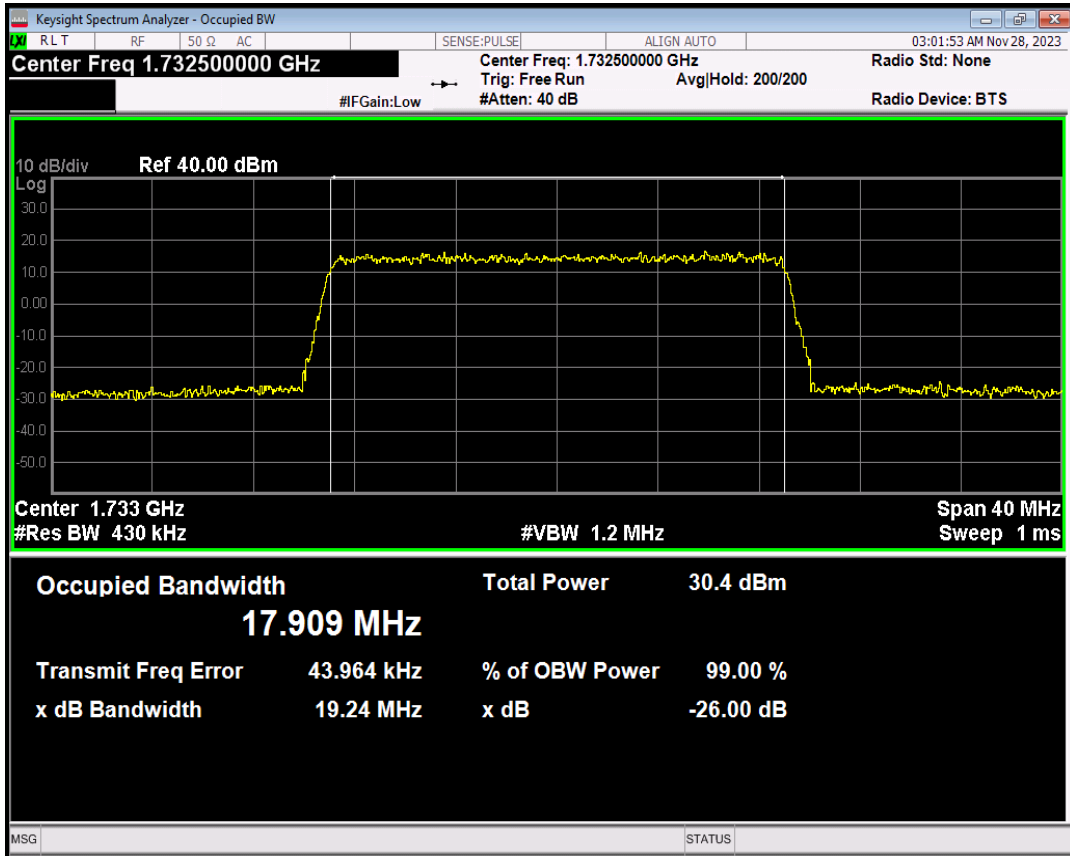 Keysight Spectrum Analyzer - Occupied BW
LXI RLT RF 50 Ω AC SENSE:PULSE ALIGN AUTO 03:01:53 AM Nov 28, 2023
Center Freq 1.732500000 GHz Center Freq: 1.732500000 GHz Radio Std: None
Trig: Free Run Avg|Hold: 200/200
#IFGain:Low #Atten: 40 dB Radio Device: BTS
10 dB/div Ref 40.00 dBm
Log
30.0
20.0
10.0
0.00
-10.0
-20.0
-30.0
-40.0
-50.0
Center 1.733 GHz Span 40 MHz
#Res BW 430 kHz #VBW 1.2 MHz Sweep 1 ms
Occupied Bandwidth Total Power 30.4 dBm
17.909 MHz
Transmit Freq Error 43.964 kHz % of OBW Power 99.00 %
x dB Bandwidth 19.24 MHz x dB -26.00 dB
MSG STATUS